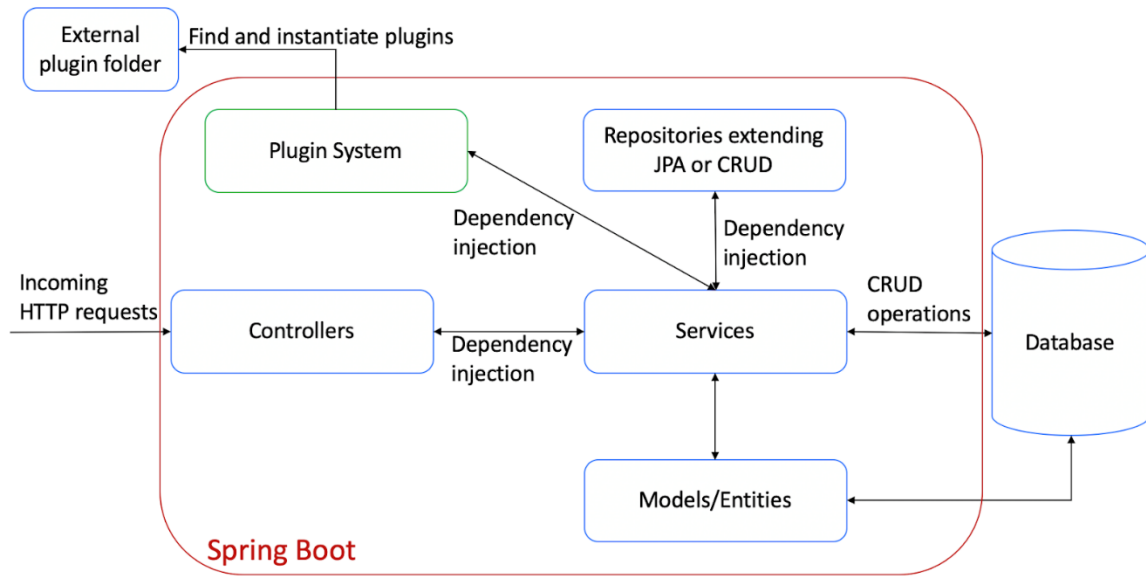 External
plugin folder
Find and instantiate plugins
Plugin System
Repositories extending
JPA or CRUD
Dependency
injection
Dependency
injection
Incoming
HTTP requests
Controllers
Dependency
injection
Services
CRUD
operations
Database
Models/Entities
Spring Boot